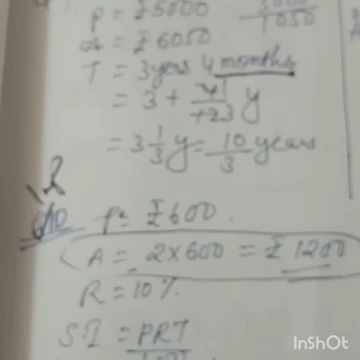 P = ₹5000
= ₹6050
1050
T = 3 years 4 months
= 3 + 4/12 y
= 3 1/3 y = 10/3 years
P = ₹600.
A = 2×600 = ₹1200
R = 10%
S.I = PRT
InShOt